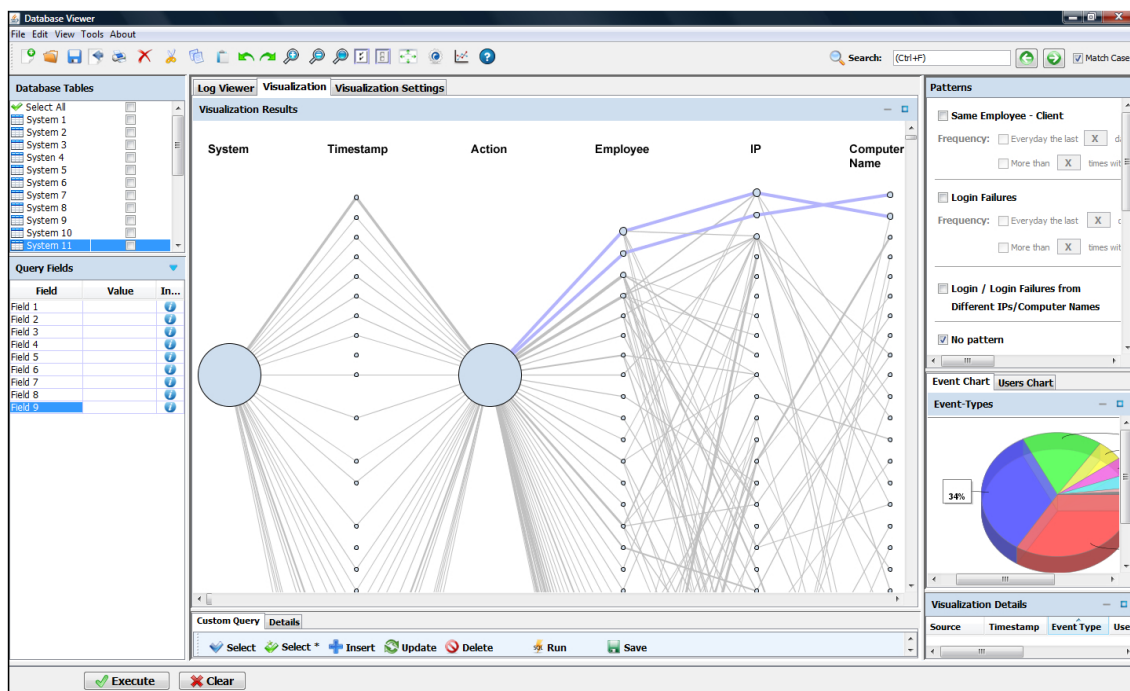 Database Viewer
File Edit View Tools About
Search: (Ctrl+F) Match Case
Database Tables
Select All
System 1
System 2
System 3
Systen 4
System 5
System 6
System 7
System 8
System 9
System 10
System 11
Query Fields
Field Value In...
Field 1
Field 2
Field 3
Field 4
Field 5
Field 6
Field 7
Field 8
Field 9
Log Viewer Visualization Visualization Settings
Visualization Results
System Timestamp Action Employee IP Computer
Name
Custom Query Details
Select Select * Insert Update Delete SQL Run Save
Execute Clear
Patterns
Same Employee - Client
Frequency: Everyday the last X da
More than X times wit
Login Failures
Frequency: Everyday the last X d
More than X times wit
Login / Login Failures from
Different IPs/Computer Names
No pattern
Event Chart Users Chart
Event-Types
34%
Visualization Details
Source Timestamp Event Type Use